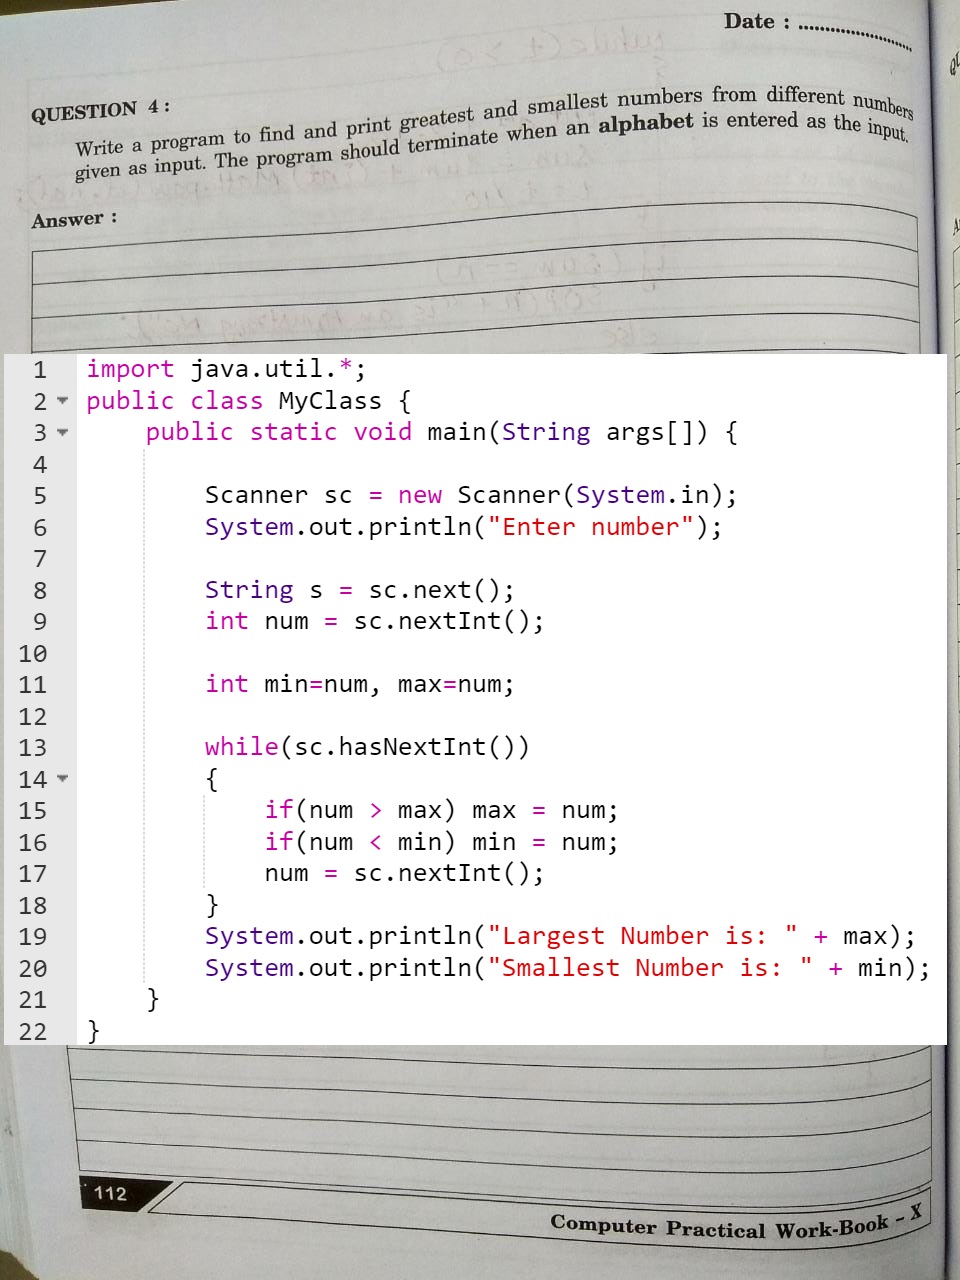 Date : ........................
QUESTION 4 :
Write a program to find and print greatest and smallest numbers from different numbers
given as input. The program should terminate when an alphabet is entered as the input.
Answer :
1 import java.util.*;
2 public class MyClass {
3 public static void main(String args[]) {
4
5 Scanner sc = new Scanner(System.in);
6 System.out.println("Enter number");
7
8 String s = sc.next();
9 int num = sc.nextInt();
10
11 int min=num, max=num;
12
13 while(sc.hasNextInt())
14 {
15 if(num > max) max = num;
16 if(num < min) min = num;
17 num = sc.nextInt();
18 }
19 System.out.println("Largest Number is: " + max);
20 System.out.println("Smallest Number is: " + min);
21 }
22 }
112
Computer Practical Work-Book – X